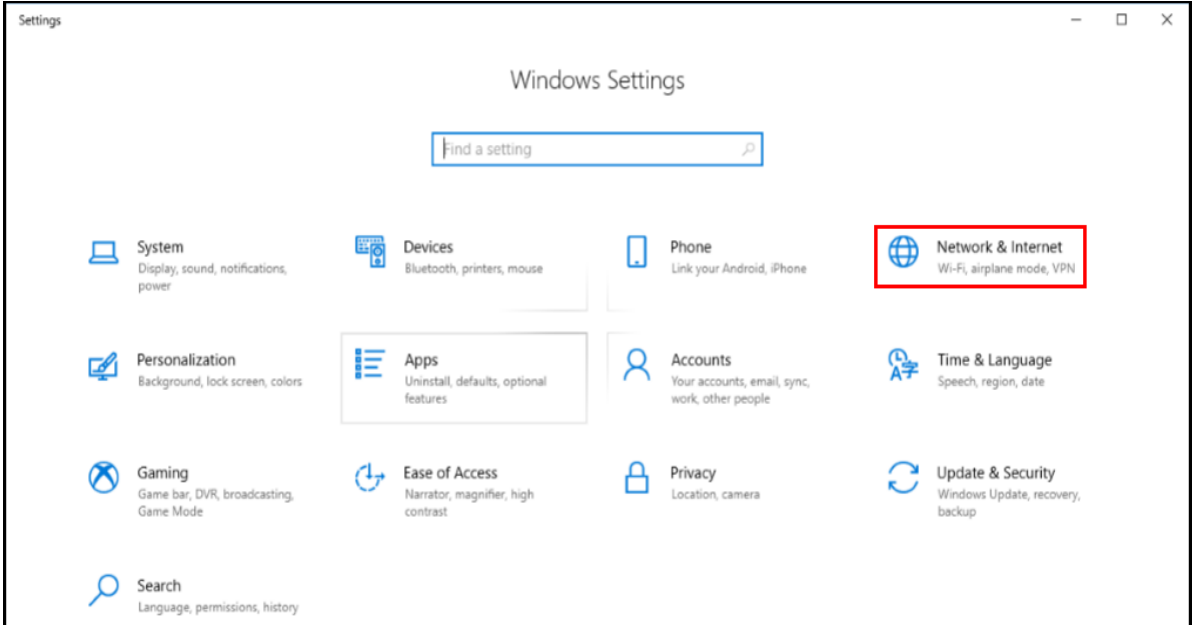 Settings
Windows Settings
Find a setting
System
Display, sound, notifications,
power
Devices
Bluetooth, printers, mouse
Phone
Link your Android, iPhone
Network & Internet
Wi-Fi, airplane mode, VPN
Personalization
Background, lock screen, colors
Apps
Uninstall, defaults, optional
features
Accounts
Your accounts, email, sync,
work, other people
Time & Language
Speech, region, date
Gaming
Game bar, DVR, broadcasting,
Game Mode
Ease of Access
Narrator, magnifier, high
contrast
Privacy
Location, camera
Update & Security
Windows Update, recovery,
backup
Search
Language, permissions, history